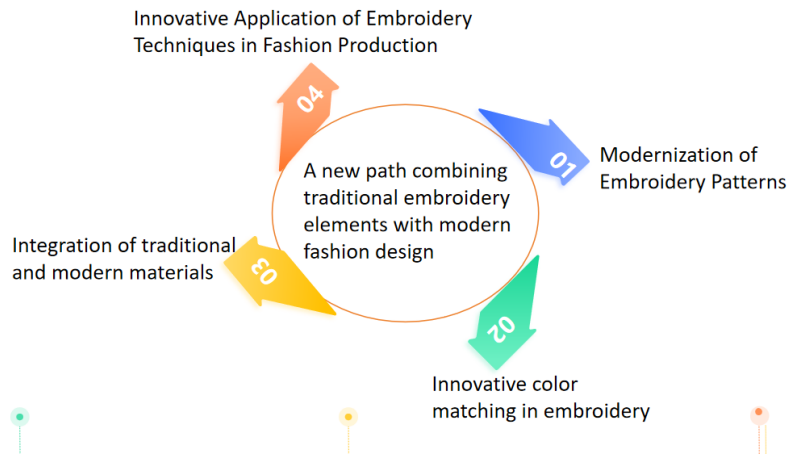 Innovative Application of Embroidery
Techniques in Fashion Production
04
01
Modernization of
Embroidery Patterns
A new path combining
traditional embroidery
elements with modern
fashion design
Integration of traditional
and modern materials
03
02
Innovative color
matching in embroidery